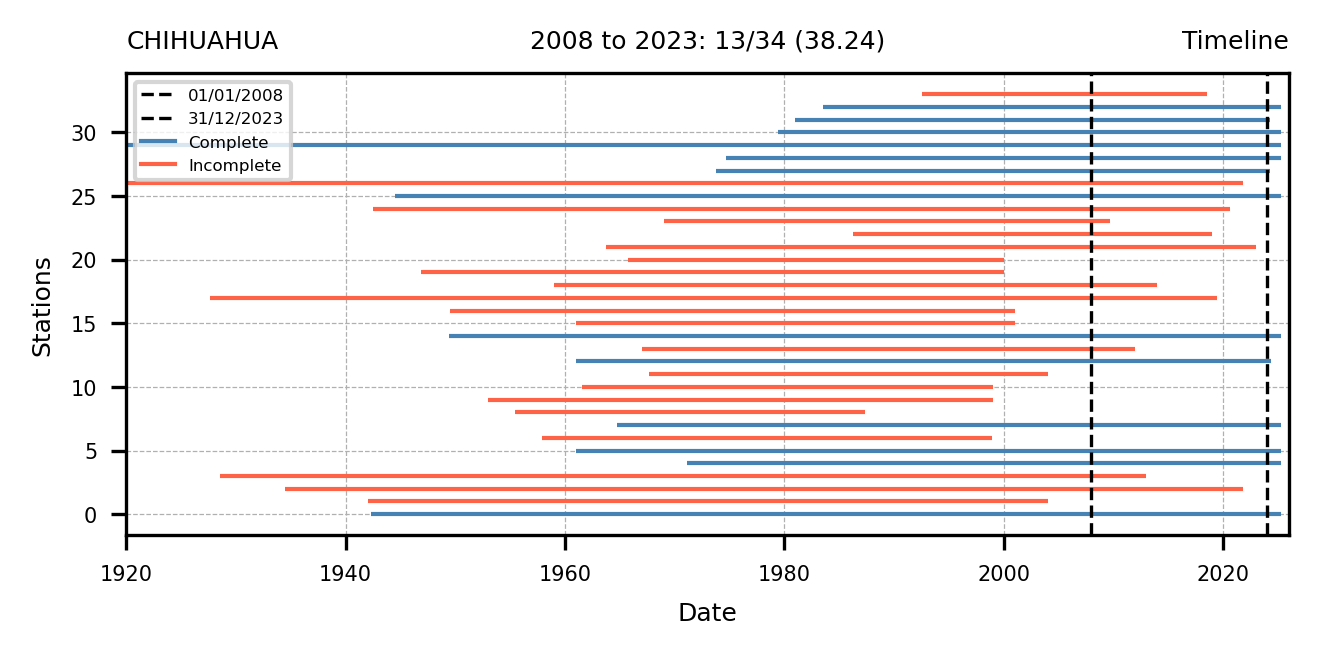 CHIHUAHUA 2008 to 2023: 13/34 (38.24) Timeline
01/01/2008
31/12/2023
Complete
Incomplete
30
25
20
15
10
5
0
Stations
1920 1940 1960 1980 2000 2020
Date